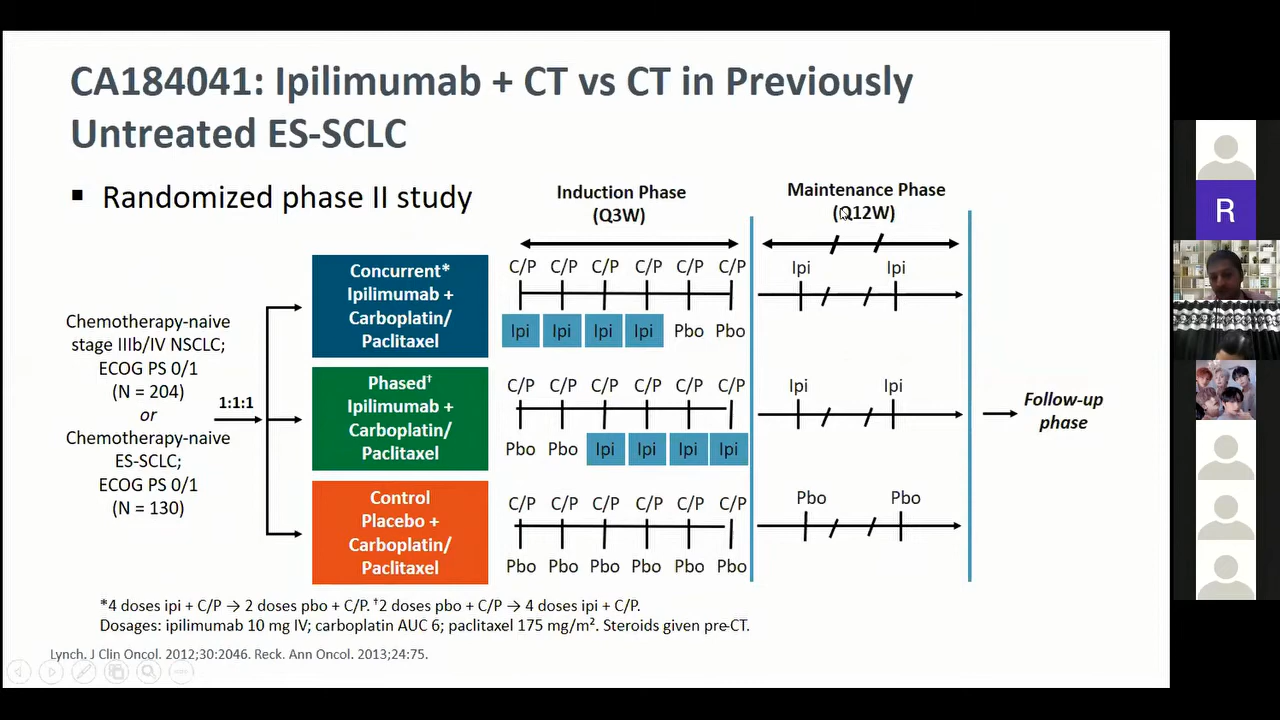 CA184041: Ipilimumab + CT vs CT in Previously
Untreated ES-SCLC
▪ Randomized phase II study
Induction Phase
(Q3W)
Maintenance Phase
(Q12W)
Chemotherapy-naive
stage IIIb/IV NSCLC;
ECOG PS 0/1
(N = 204)
or
Chemotherapy-naive
ES-SCLC;
ECOG PS 0/1
(N = 130)
1:1:1
Concurrent*
Ipilimumab +
Carboplatin/
Paclitaxel
C/P C/P C/P C/P C/P C/P
Ipi Ipi Ipi Ipi Pbo Pbo
Ipi Ipi
Phased†
Ipilimumab +
Carboplatin/
Paclitaxel
C/P C/P C/P C/P C/P C/P
Pbo Pbo Ipi Ipi Ipi Ipi
Ipi Ipi
Control
Placebo +
Carboplatin/
Paclitaxel
C/P C/P C/P C/P C/P C/P
Pbo Pbo Pbo Pbo Pbo Pbo
Pbo Pbo
Follow-up
phase
*4 doses ipi + C/P → 2 doses pbo + C/P. †2 doses pbo + C/P → 4 doses ipi + C/P.
Dosages: ipilimumab 10 mg IV; carboplatin AUC 6; paclitaxel 175 mg/m². Steroids given pre-CT.
Lynch. J Clin Oncol. 2012;30:2046. Reck. Ann Oncol. 2013;24:75.
R